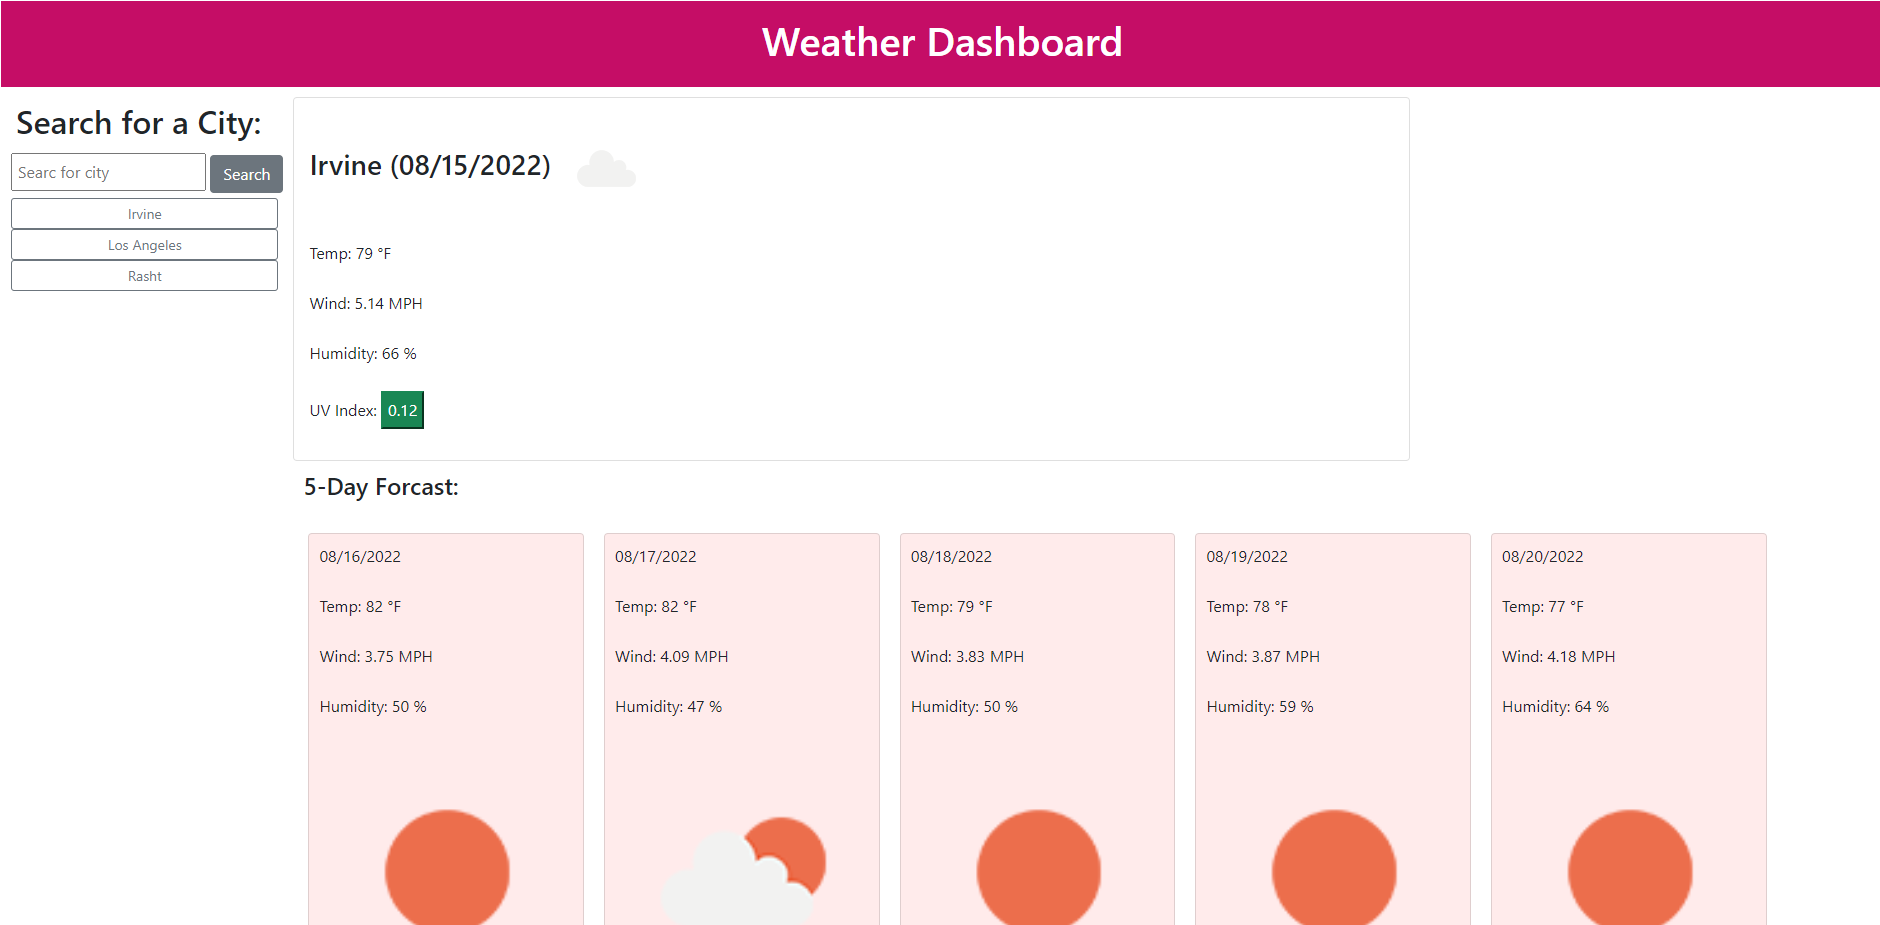 Weather Dashboard
Search for a City:
Searc for city
Search
Irvine
Los Angeles
Rasht
Irvine (08/15/2022)
Temp: 79 °F
Wind: 5.14 MPH
Humidity: 66 %
UV Index: 0.12
5-Day Forcast:
08/16/2022
Temp: 82 °F
Wind: 3.75 MPH
Humidity: 50 %
08/17/2022
Temp: 82 °F
Wind: 4.09 MPH
Humidity: 47 %
08/18/2022
Temp: 79 °F
Wind: 3.83 MPH
Humidity: 50 %
08/19/2022
Temp: 78 °F
Wind: 3.87 MPH
Humidity: 59 %
08/20/2022
Temp: 77 °F
Wind: 4.18 MPH
Humidity: 64 %